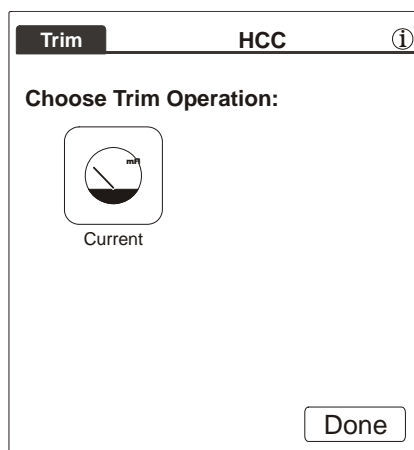 Trim HCC i
Choose Trim Operation:
mA
Current
Done